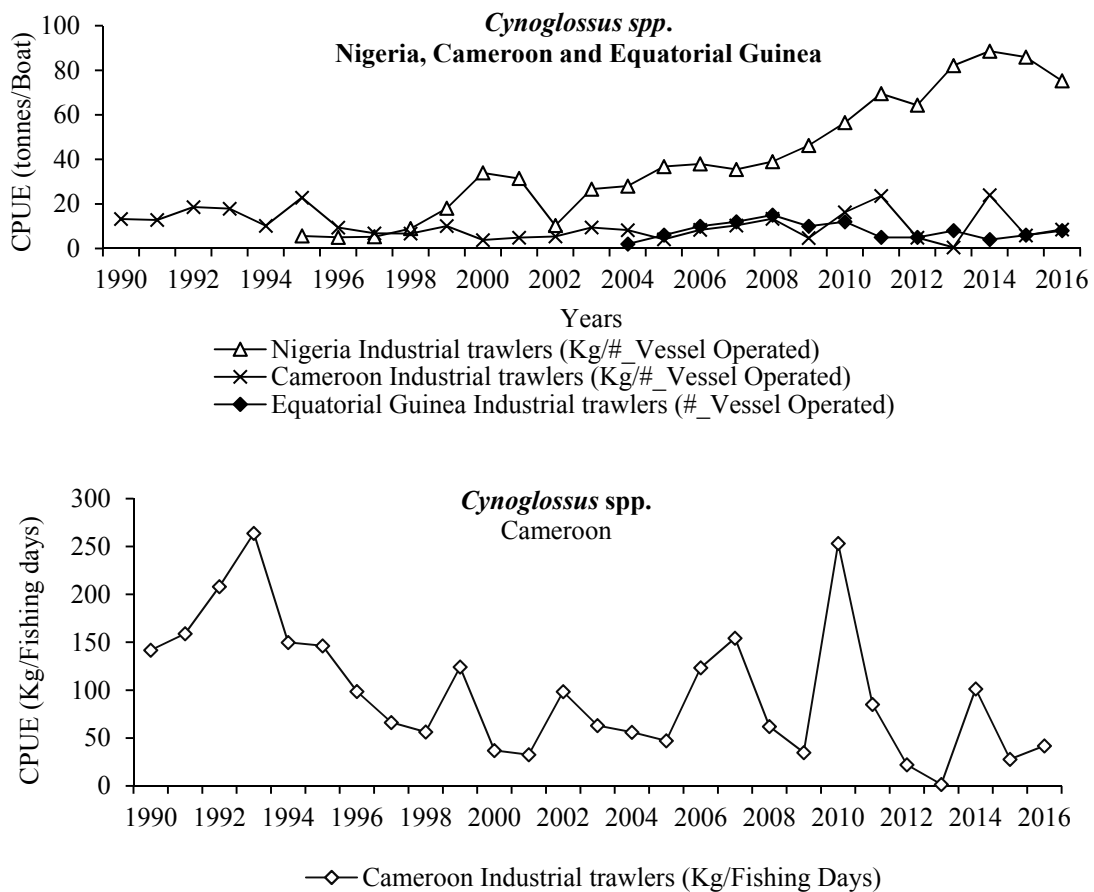 Cynoglossus spp.
Nigeria, Cameroon and Equatorial Guinea
CPUE (tonnes/Boat)
100
80
60
40
20
0
1990 1992 1994 1996 1998 2000 2002 2004 2006 2008 2010 2012 2014 2016
Years
Nigeria Industrial trawlers (Kg/#_Vessel Operated)
Cameroon Industrial trawlers (Kg/#_Vessel Operated)
Equatorial Guinea Industrial trawlers (#_Vessel Operated)
Cynoglossus spp.
Cameroon
CPUE (Kg/Fishing days)
300
250
200
150
100
50
0
1990 1992 1994 1996 1998 2000 2002 2004 2006 2008 2010 2012 2014 2016
Cameroon Industrial trawlers (Kg/Fishing Days)